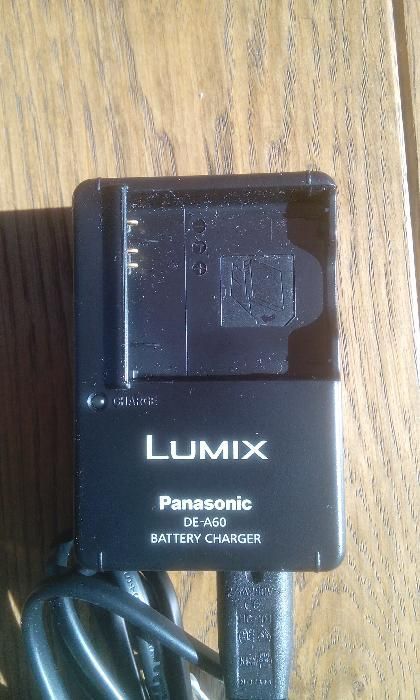 CHARGE
LUMIX
Panasonic
DE-A60
BATTERY CHARGER